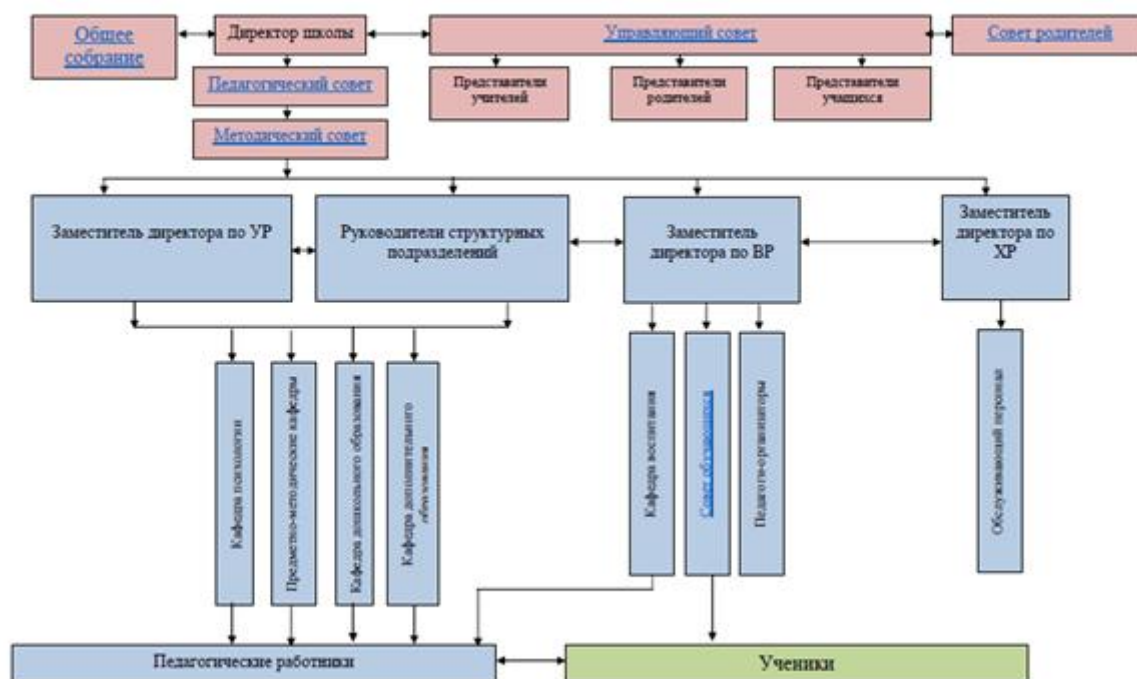 Общее
собрание
Директор школы
Управляющий совет
Совет родителей
Педагогический совет
Представители
учителей
Представители
родителей
Представители
учащихся
Методический совет
Заместитель директора по УР
Руководители структурных
подразделений
Заместитель
директора по ВР
Заместитель
директора по
ХР
Кафедра психологии
Предметно-методические кафедры
Кафедра дошкольного образования
Кафедра дополнительного
образования
Кафедра воспитания
Совет обучающихся
Педагоги-организаторы
Обслуживающий персонал
Педагогические работники
Ученики